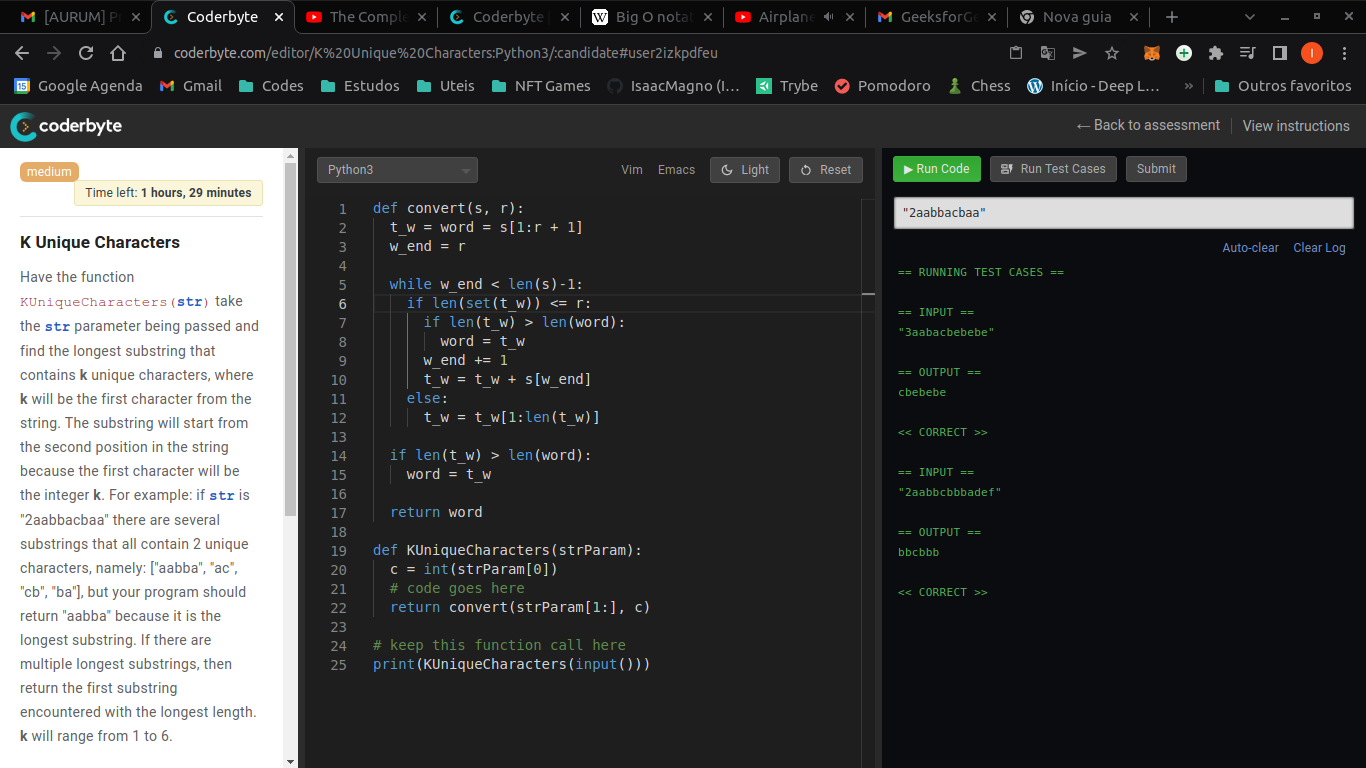 [AURUM] P
Coderbyte
The Comple
Coderbyte |
Big O nota
Airplane
GeeksforGe
Nova guia
coderbyte.com/editor/K%20Unique%20Characters:Python3/:candidate#user2izkpdfeu
I
Google Agenda
Gmail
Codes
Estudos
Uteis
NFT Games
IsaacMagno (I...
Trybe
Pomodoro
Chess
Início - Deep L...
»
Outros favoritos
coderbyte
← Back to assessment
View instructions
medium
Time left: 1 hours, 29 minutes
K Unique Characters
Have the function
KUniqueCharacters(str) take
the str parameter being passed and
find the longest substring that
contains k unique characters, where
k will be the first character from the
string. The substring will start from
the second position in the string
because the first character will be
the integer k. For example: if str is
"2aabbacbaa" there are several
substrings that all contain 2 unique
characters, namely: ["aabba", "ac",
"cb", "ba"], but your program should
return "aabba" because it is the
longest substring. If there are
multiple longest substrings, then
return the first substring
encountered with the longest length.
k will range from 1 to 6.
Python3
Vim
Emacs
Light
Reset
1 def convert(s, r):
2 t_w = word = s[1:r + 1]
3 w_end = r
4
5 while w_end < len(s)-1:
6 if len(set(t_w)) <= r:
7 if len(t_w) > len(word):
8 word = t_w
9 w_end += 1
10 t_w = t_w + s[w_end]
11 else:
12 t_w = t_w[1:len(t_w)]
13
14 if len(t_w) > len(word):
15 word = t_w
16
17 return word
18
19 def KUniqueCharacters(strParam):
20 c = int(strParam[0])
21 # code goes here
22 return convert(strParam[1:], c)
23
24 # keep this function call here
25 print(KUniqueCharacters(input()))
Run Code
Run Test Cases
Submit
"2aabbacbaa"
Auto-clear
Clear Log
== RUNNING TEST CASES ==
== INPUT ==
"3aabacbebebe"
== OUTPUT ==
cbebebe
<< CORRECT >>
== INPUT ==
"2aabbcbbbadef"
== OUTPUT ==
bbcbbb
<< CORRECT >>